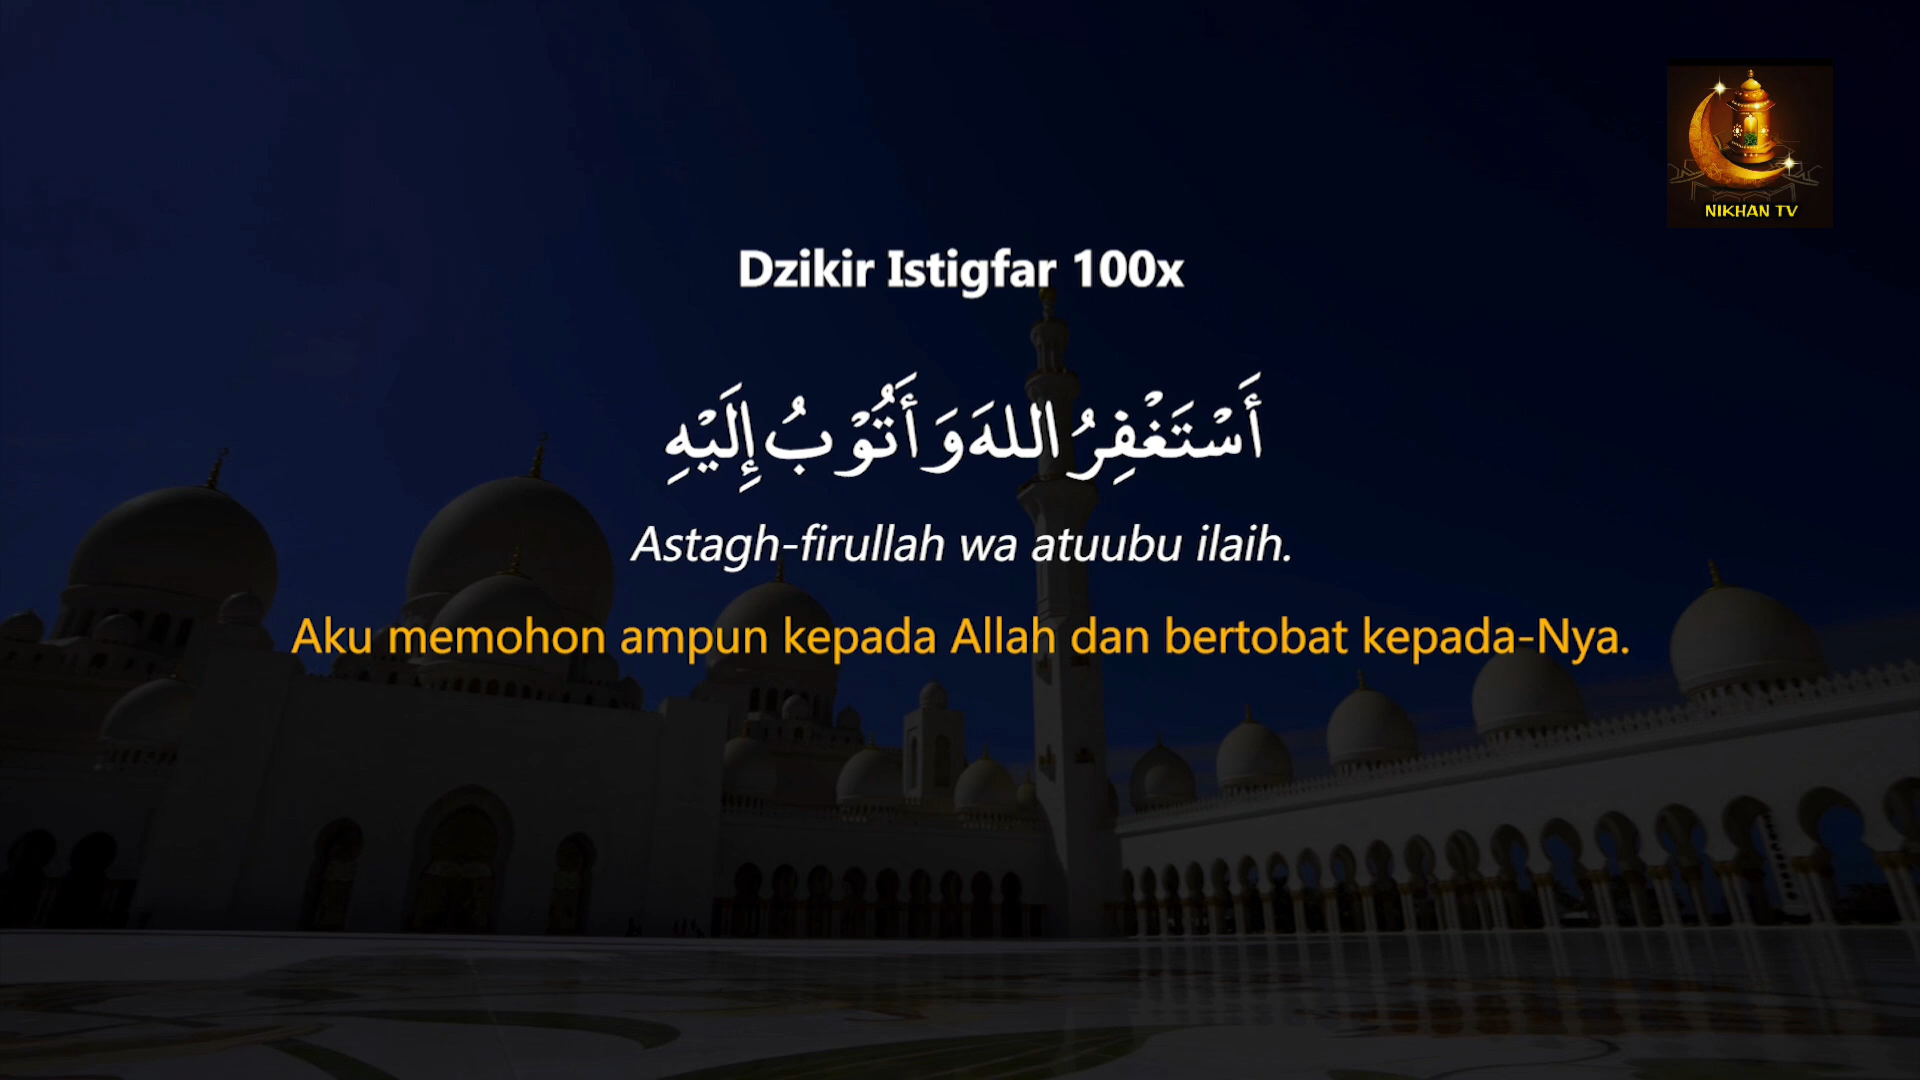 NIKHAN TV
Dzikir Istigfar 100x
أَسْتَغْفِرُ اللهَ وَأَتُوْبُ إِلَيْهِ
Astagh-firullah wa atuubu ilaih.
Aku memohon ampun kepada Allah dan bertobat kepada-Nya.